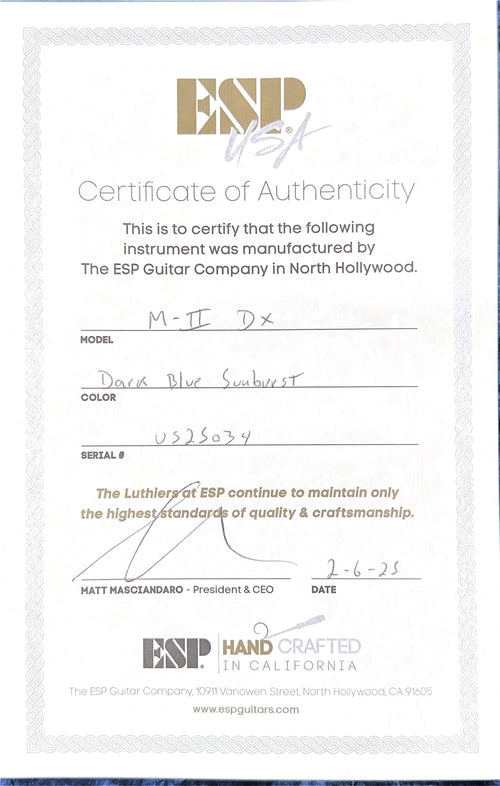 ESP
USA®
Certificate of Authenticity
This is to certify that the following
instrument was manufactured by
The ESP Guitar Company in North Hollywood.
M-II Dx
MODEL
Dark Blue Sunburst
COLOR
US25034
SERIAL #
The Luthiers at ESP continue to maintain only
the highest standards of quality & craftsmanship.
2-6-25
MATT MASCIANDARO - President & CEO DATE
ESP® HAND CRAFTED
IN CALIFORNIA
The ESP Guitar Company, 10911 Vanowen Street, North Hollywood, CA 91605
www.espguitars.com